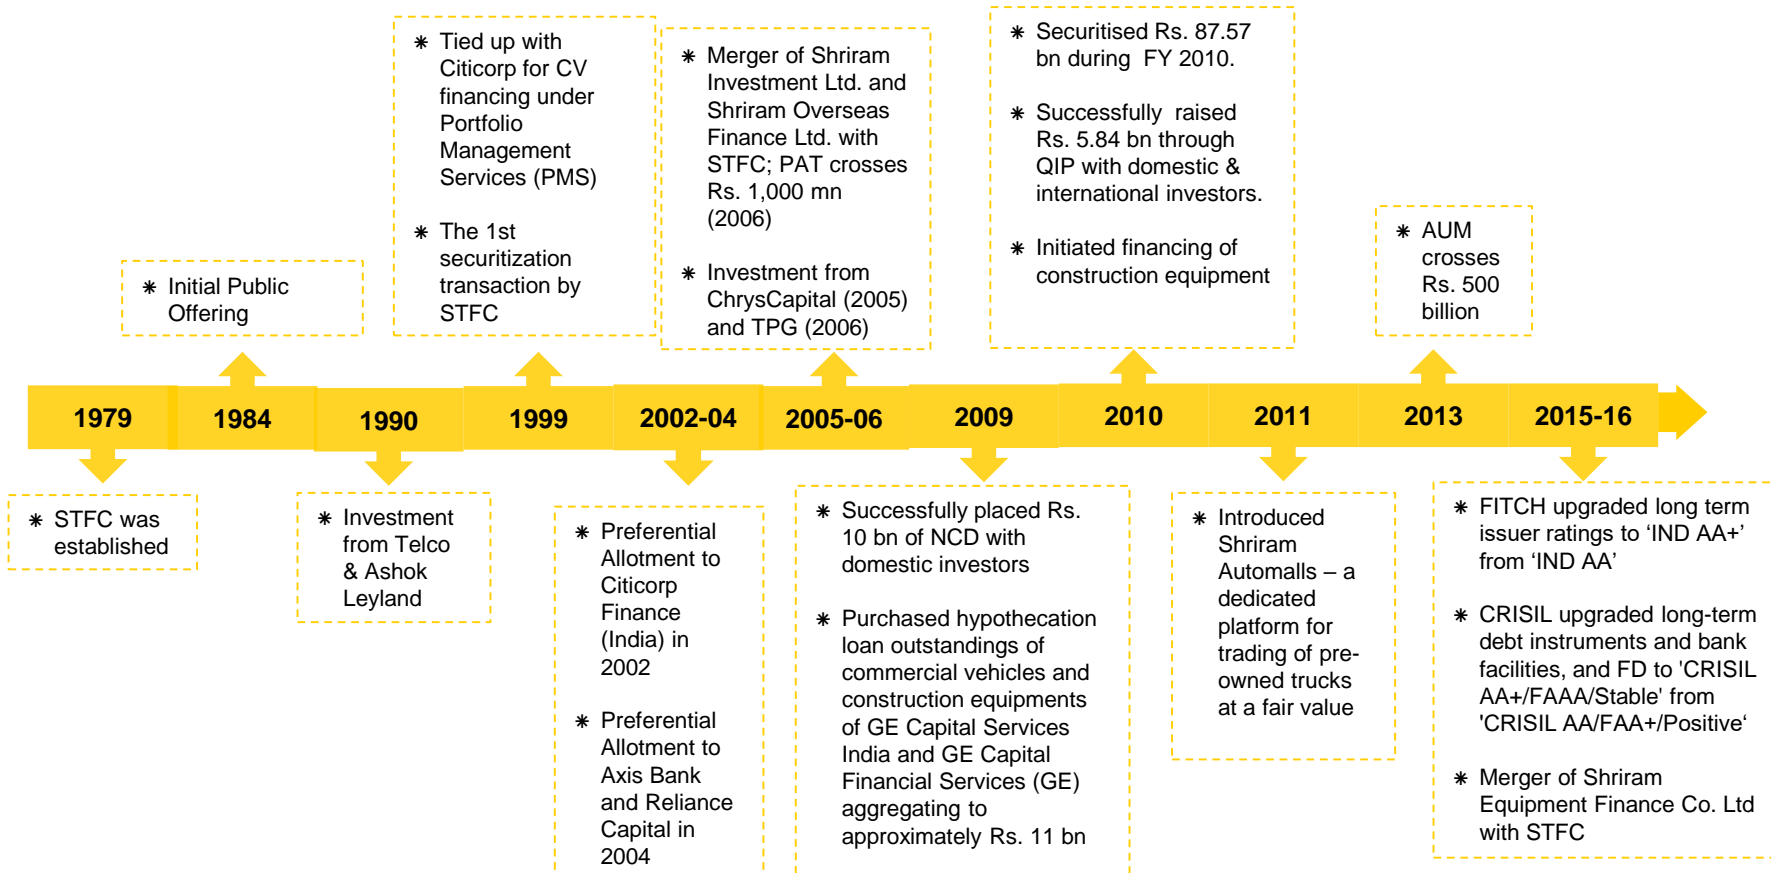 ✷ Tied up with
Citicorp for CV
financing under
Portfolio
Management
Services (PMS)
✷ The 1st
securitization
transaction by
STFC
✷ Merger of Shriram
Investment Ltd. and
Shriram Overseas
Finance Ltd. with
STFC; PAT crosses
Rs. 1,000 mn
(2006)
✷ Investment from
ChrysCapital (2005)
and TPG (2006)
✷ Securitised Rs. 87.57
bn during FY 2010.
✷ Successfully raised
Rs. 5.84 bn through
QIP with domestic &
international investors.
✷ Initiated financing of
construction equipment
✷ AUM
crosses
Rs. 500
billion
✷ Initial Public
Offering
1979
1984
1990
1999
2002-04
2005-06
2009
2010
2011
2013
2015-16
✷ STFC was
established
✷ Investment
from Telco
& Ashok
Leyland
✷ Preferential
Allotment to
Citicorp
Finance
(India) in
2002
✷ Preferential
Allotment to
Axis Bank
and Reliance
Capital in
2004
✷ Successfully placed Rs.
10 bn of NCD with
domestic investors
✷ Purchased hypothecation
loan outstandings of
commercial vehicles and
construction equipments
of GE Capital Services
India and GE Capital
Financial Services (GE)
aggregating to
approximately Rs. 11 bn
✷ Introduced
Shriram
Automalls – a
dedicated
platform for
trading of pre-
owned trucks
at a fair value
✷ FITCH upgraded long term
issuer ratings to ‘IND AA+’
from ‘IND AA’
✷ CRISIL upgraded long-term
debt instruments and bank
facilities, and FD to 'CRISIL
AA+/FAAA/Stable' from
'CRISIL AA/FAA+/Positive‘
✷ Merger of Shriram
Equipment Finance Co. Ltd
with STFC